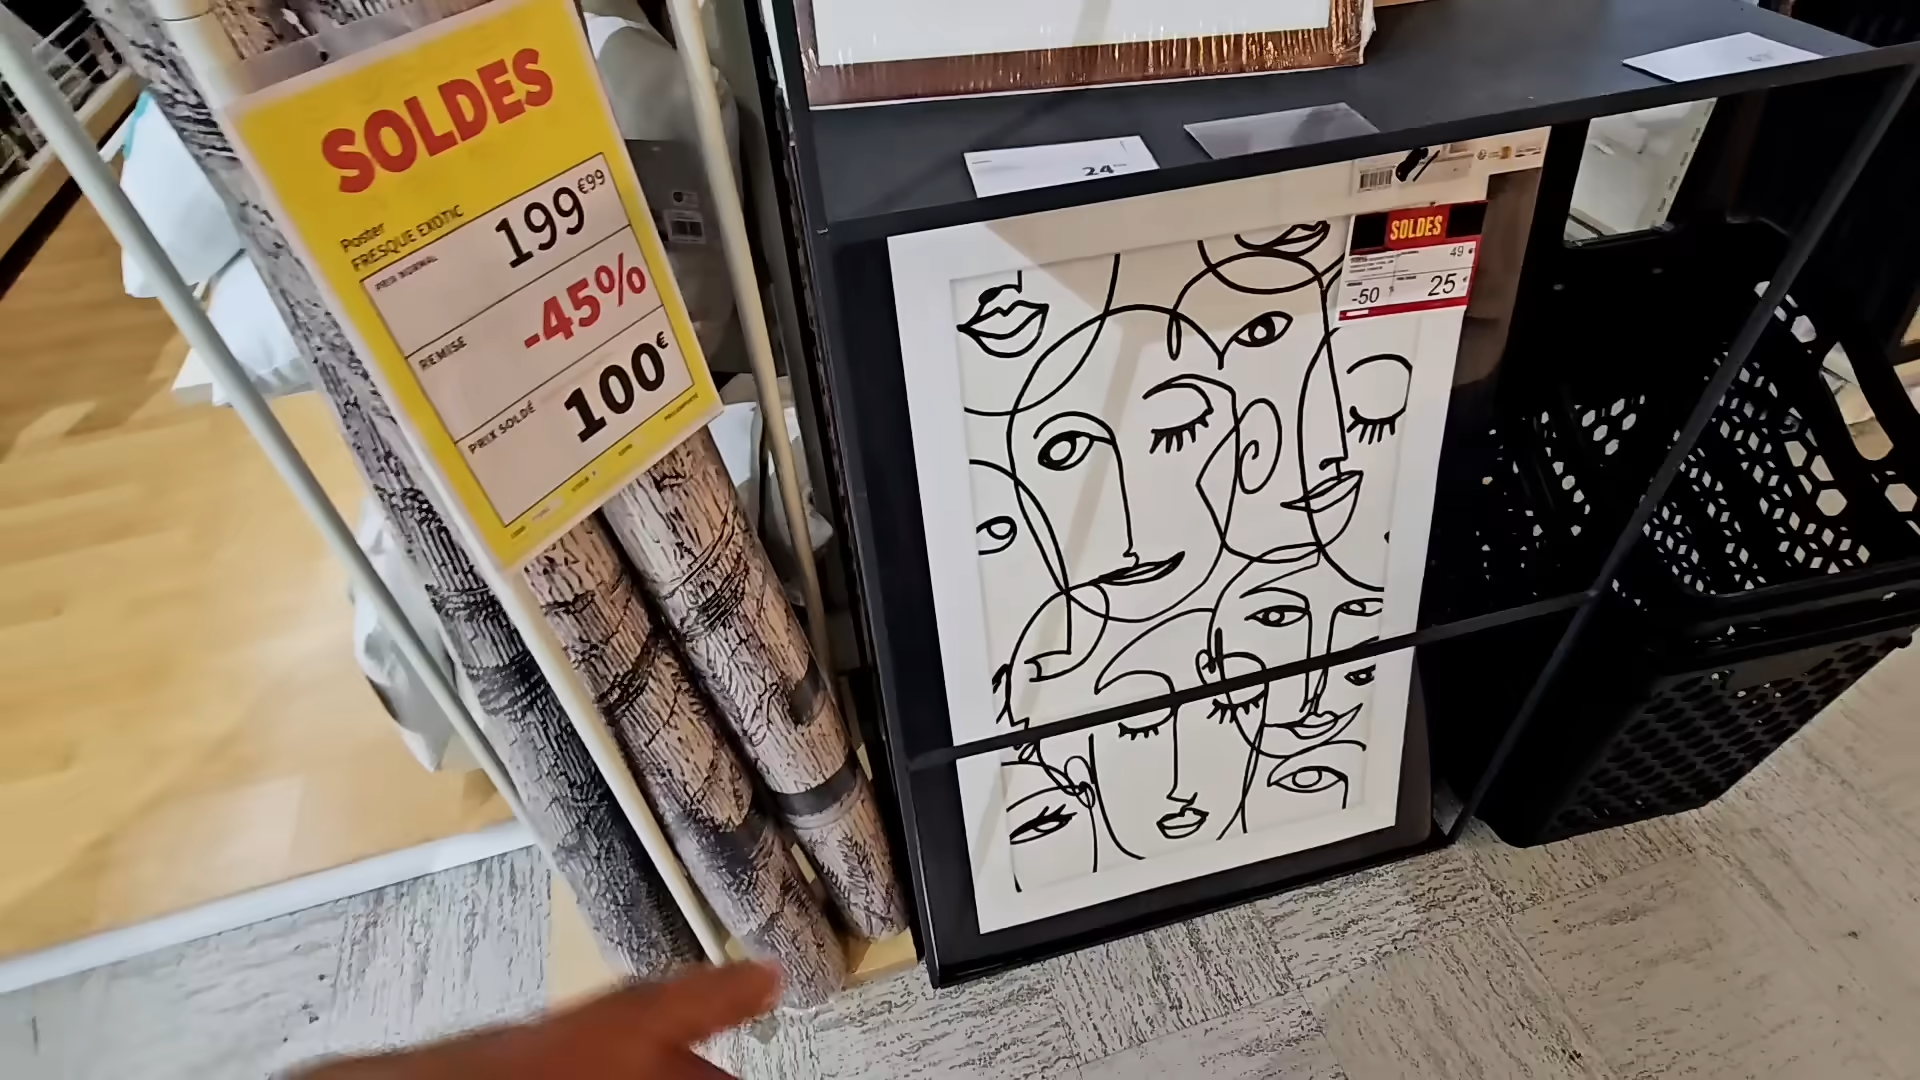 SOLDES
Poster
FRESQUE EXOTIC
PRIX NORMAL
199€99
REMISE
-45%
PRIX SOLDÉ
100€
24
SOLDES
49€
-50
25€